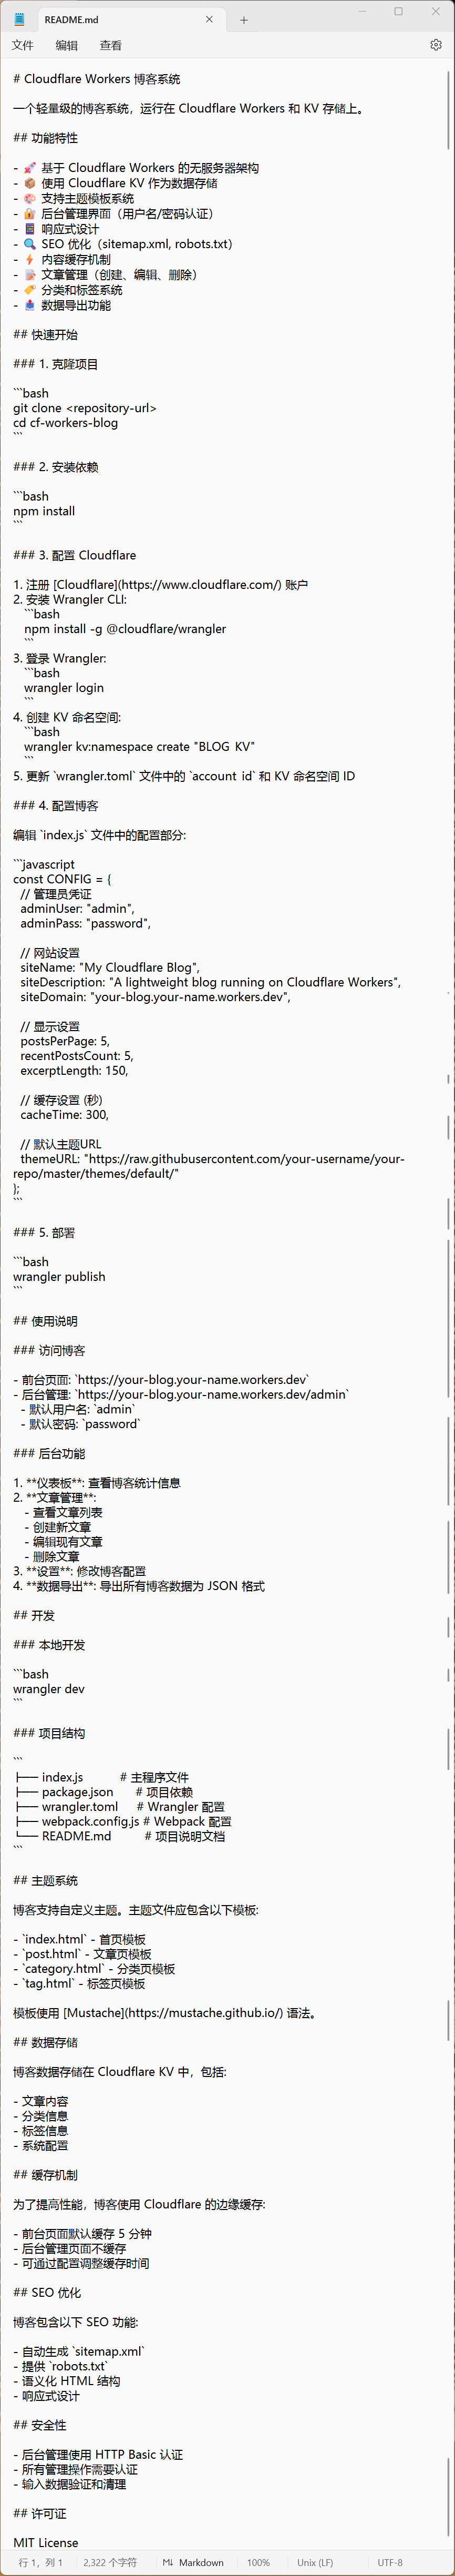 README.md
文件 编辑 查看
# Cloudflare Workers 博客系统
一个轻量级的博客系统，运行在 Cloudflare Workers 和 KV 存储上。
## 功能特性
- 🚀 基于 Cloudflare Workers 的无服务器架构
- 📦 使用 Cloudflare KV 作为数据存储
- 🎨 支持主题模板系统
- 🔐 后台管理界面（用户名/密码认证）
- 📱 响应式设计
- 🔍 SEO 优化（sitemap.xml, robots.txt）
- ⚡ 内容缓存机制
- 📝 文章管理（创建、编辑、删除）
- 🏷️ 分类和标签系统
- 📤 数据导出功能
## 快速开始
### 1. 克隆项目
```bash
git clone <repository-url>
cd cf-workers-blog
```
### 2. 安装依赖
```bash
npm install
```
### 3. 配置 Cloudflare
1. 注册 [Cloudflare](https://www.cloudflare.com/) 账户
2. 安装 Wrangler CLI:
```bash
npm install -g @cloudflare/wrangler
```
3. 登录 Wrangler:
```bash
wrangler login
```
4. 创建 KV 命名空间:
```bash
wrangler kv:namespace create "BLOG_KV"
```
5. 更新 `wrangler.toml` 文件中的 `account_id` 和 KV 命名空间 ID
### 4. 配置博客
编辑 `index.js` 文件中的配置部分:
```javascript
const CONFIG = {
// 管理员凭证
adminUser: "admin",
adminPass: "password",
// 网站设置
siteName: "My Cloudflare Blog",
siteDescription: "A lightweight blog running on Cloudflare Workers",
siteDomain: "your-blog.your-name.workers.dev",
// 显示设置
postsPerPage: 5,
recentPostsCount: 5,
excerptLength: 150,
// 缓存设置 (秒)
cacheTime: 300,
// 默认主题URL
themeURL: "https://raw.githubusercontent.com/your-username/your-
repo/master/themes/default/"
};
```
### 5. 部署
```bash
wrangler publish
```
## 使用说明
### 访问博客
- 前台页面: `https://your-blog.your-name.workers.dev`
- 后台管理: `https://your-blog.your-name.workers.dev/admin`
- 默认用户名: `admin`
- 默认密码: `password`
### 后台功能
1. **仪表板**: 查看博客统计信息
2. **文章管理**:
- 查看文章列表
- 创建新文章
- 编辑现有文章
- 删除文章
3. **设置**: 修改博客配置
4. **数据导出**: 导出所有博客数据为 JSON 格式
## 开发
### 本地开发
```bash
wrangler dev
```
### 项目结构
```
├── index.js # 主程序文件
├── package.json # 项目依赖
├── wrangler.toml # Wrangler 配置
├── webpack.config.js # Webpack 配置
└── README.md # 项目说明文档
```
## 主题系统
博客支持自定义主题。主题文件应包含以下模板:
- `index.html` - 首页模板
- `post.html` - 文章页模板
- `category.html` - 分类页模板
- `tag.html` - 标签页模板
模板使用 [Mustache](https://mustache.github.io/) 语法。
## 数据存储
博客数据存储在 Cloudflare KV 中，包括:
- 文章内容
- 分类信息
- 标签信息
- 系统配置
## 缓存机制
为了提高性能，博客使用 Cloudflare 的边缘缓存:
- 前台页面默认缓存 5 分钟
- 后台管理页面不缓存
- 可通过配置调整缓存时间
## SEO 优化
博客包含以下 SEO 功能:
- 自动生成 `sitemap.xml`
- 提供 `robots.txt`
- 语义化 HTML 结构
- 响应式设计
## 安全性
- 后台管理使用 HTTP Basic 认证
- 所有管理操作需要认证
- 输入数据验证和清理
## 许可证
MIT License
行 1，列 1 2,322 个字符 M↓ Markdown 100% Unix (LF) UTF-8